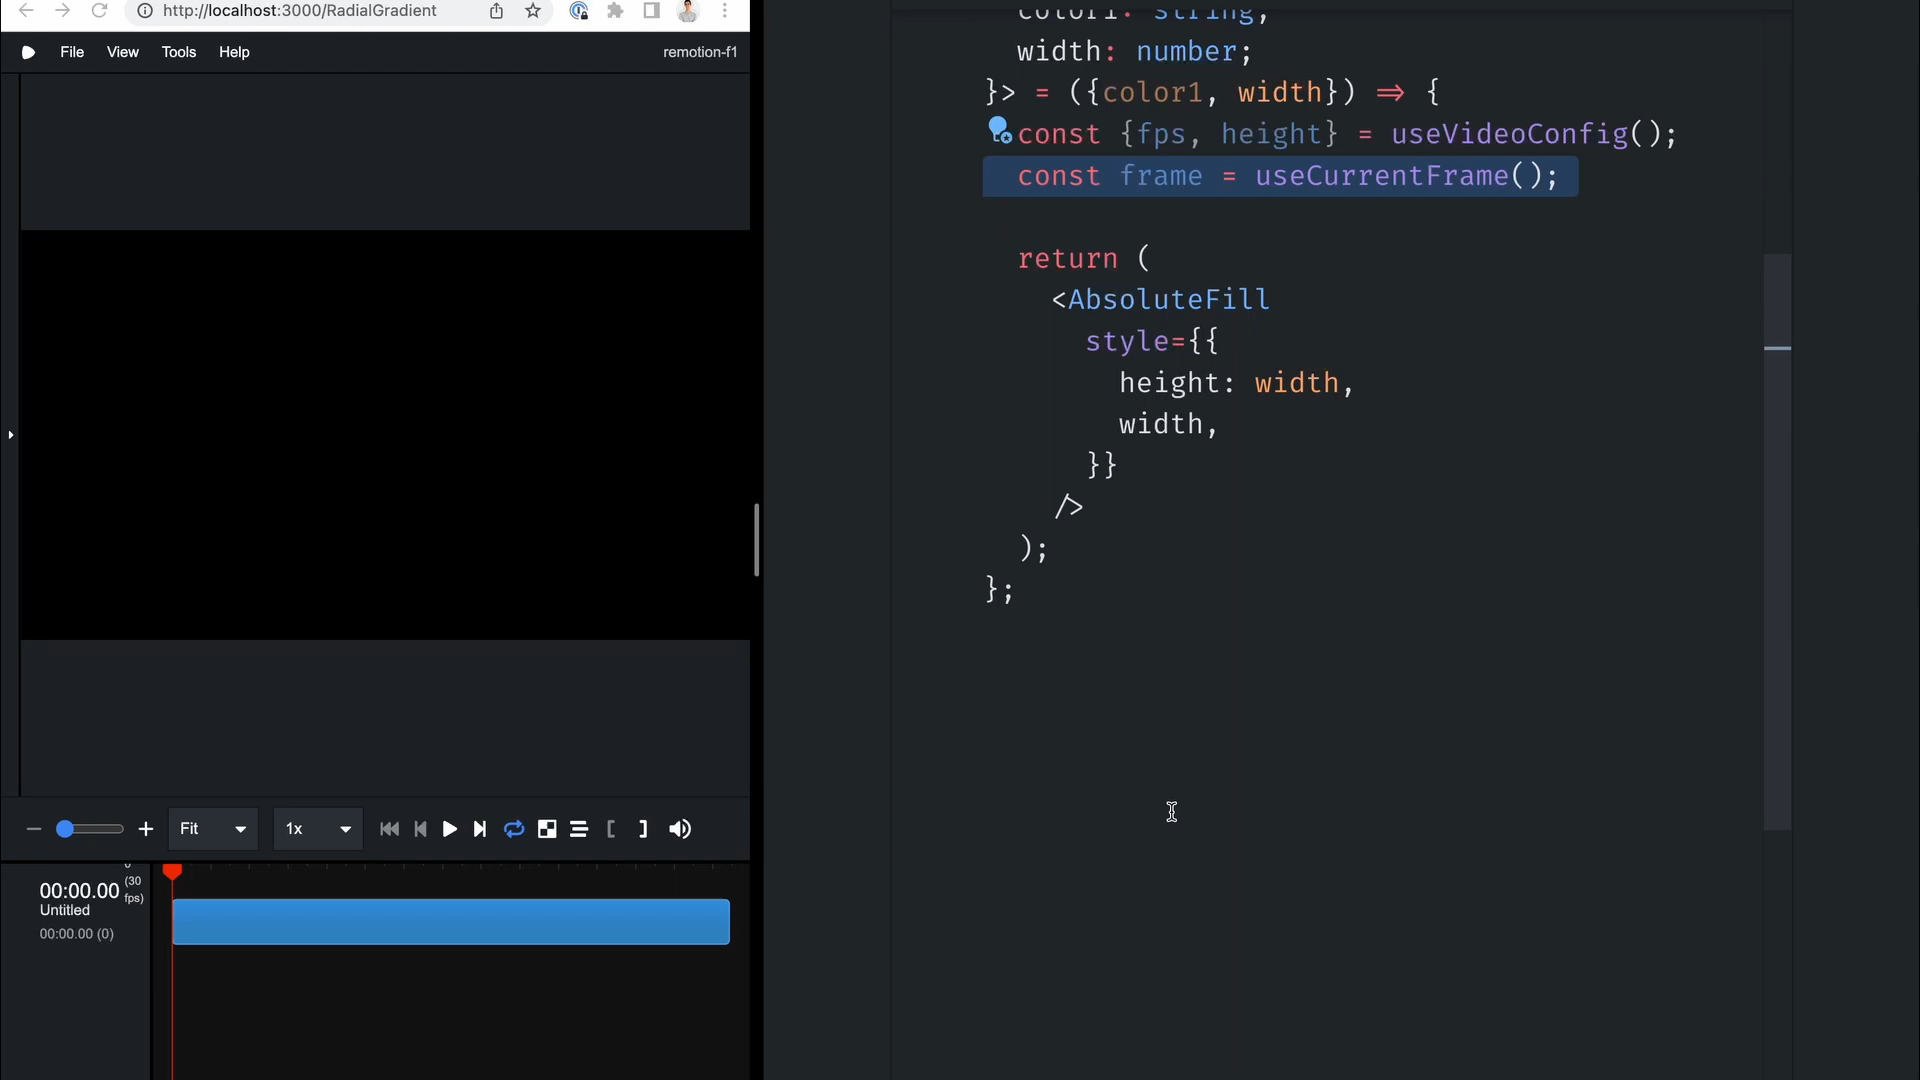 http://localhost:3000/RadialGradient
File View Tools Help remotion-f1
Fit 1x
00:00.00 (30 fps)
Untitled
00:00.00 (0)
color1: string;
width: number;
}> = ({color1, width}) => {
const {fps, height} = useVideoConfig();
const frame = useCurrentFrame();
return (
<AbsoluteFill
style={{
height: width,
width,
}}
/>
);
};